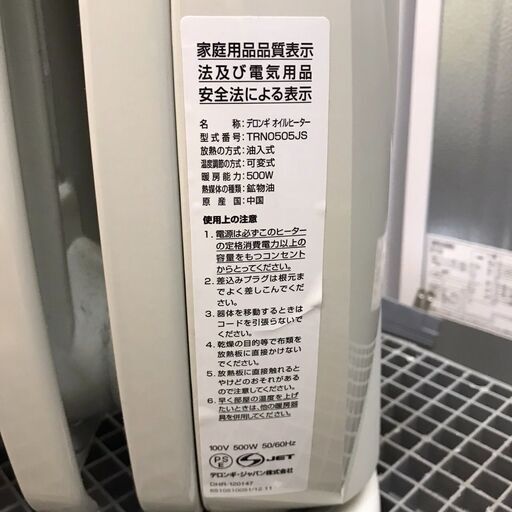 家庭用品品質表示
法及び電気用品
安全法による表示
名　　　　称：デロンギ オイルヒーター
型式番号：TRN0505JS
放熱の方式：油入式
温度調節の方式：可変式
暖房能力：500W
熱媒体の種類：鉱物油
原　産　国：中国
使用上の注意
1. 電源は必ずこのヒーター
の定格消費電力以上の
容量をもつコンセント
からとってください。
2. 差込みプラグは根元ま
でよく差しこんでくだ
さい。
3. 器体を移動するときは
コードを引張らないで
ください。
4. 乾燥の目的等で布類を
放熱板に直接かけない
でください。
5. 放熱板に直接触れると
やけどのおそれがある
ので注意してください。
6. 早く部屋の温度を上げ
たいときは、他の暖房器
具を併用してください。
100V 500W 50/60Hz
PS
E
JET
デロンギ・ジャパン株式会社
DHR-120147